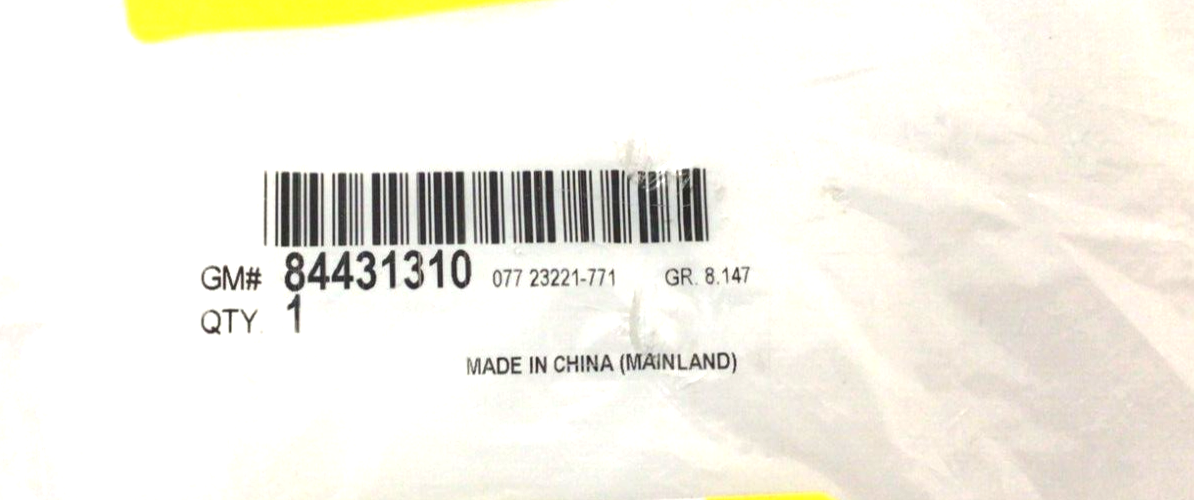 GM# 84431310 077 23221-771 GR. 8.147
QTY. 1
MADE IN CHINA (MAINLAND)